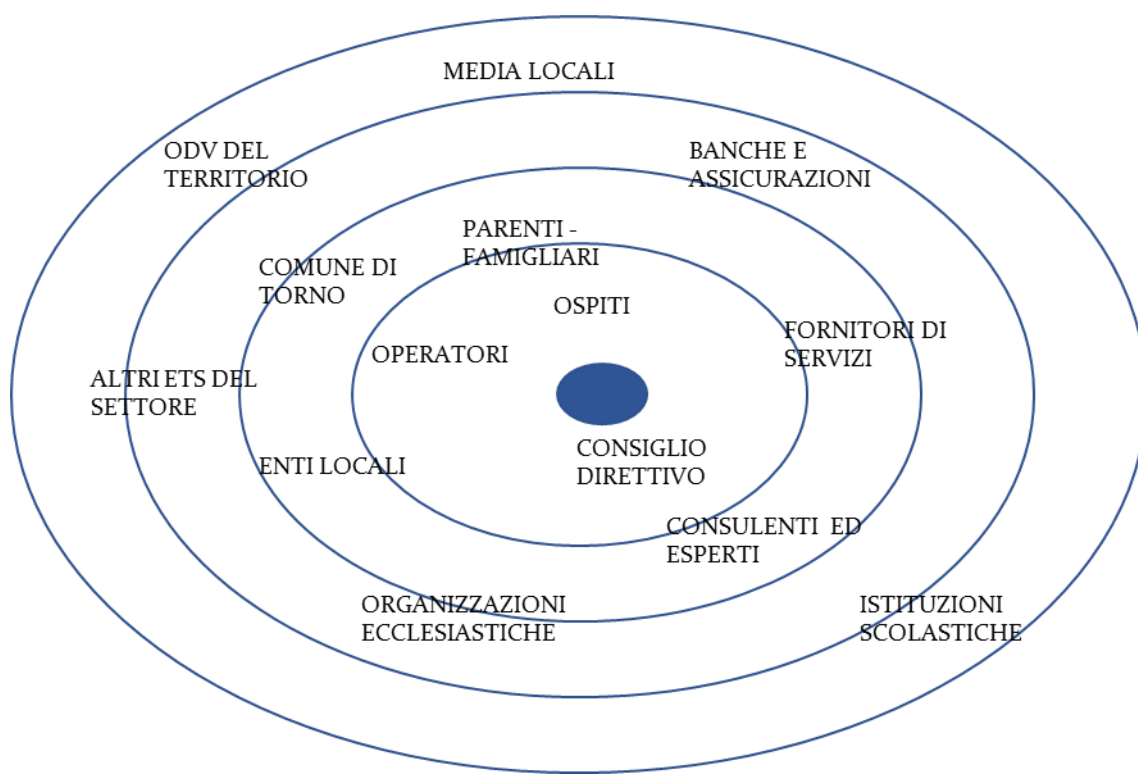 MEDIA LOCALI
ODV DEL
TERRITORIO
BANCHE E
ASSICURAZIONI
PARENTI -
FAMIGLIARI
COMUNE DI
TORNO
OSPITI
FORNITORI DI
SERVIZI
OPERATORI
ALTRI ETS DEL
SETTORE
CONSIGLIO
DIRETTIVO
ENTI LOCALI
CONSULENTI ED
ESPERTI
ORGANIZZAZIONI
ECCLESIASTICHE
ISTITUZIONI
SCOLASTICHE